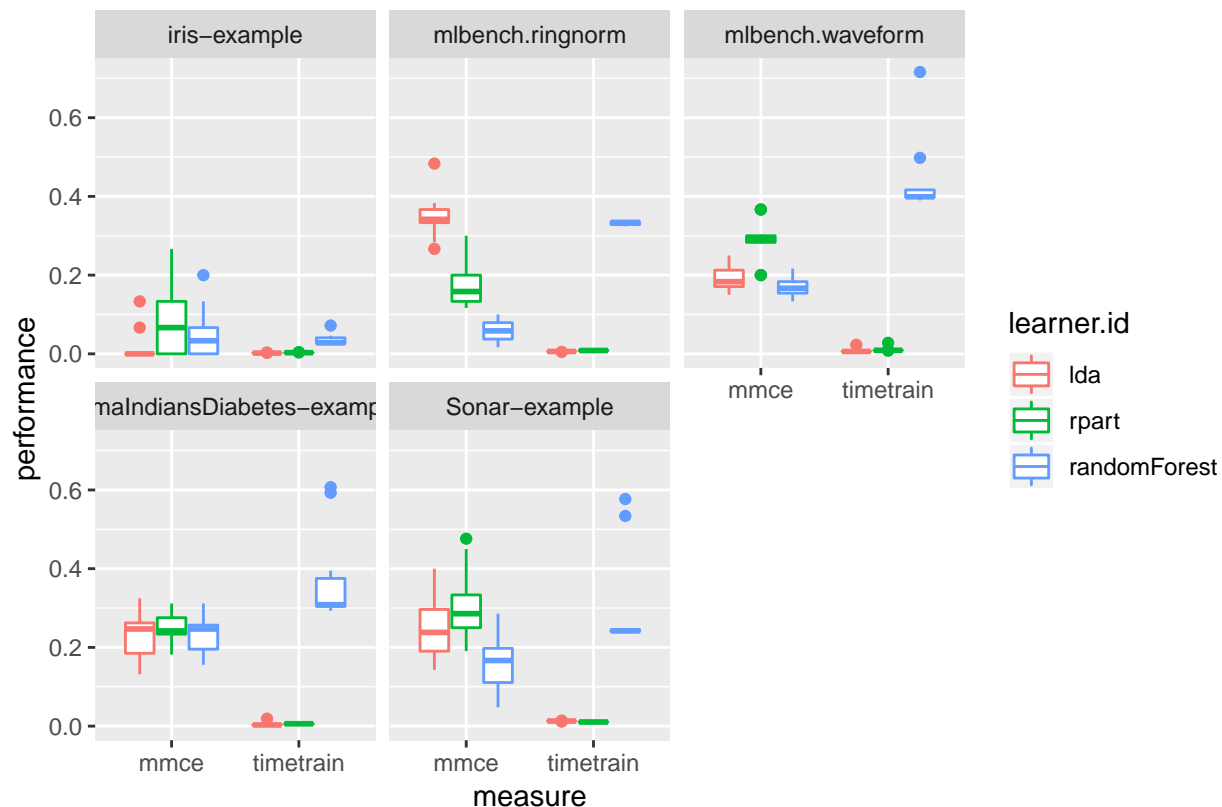 iris−example
mlbench.ringnorm
mlbench.waveform
0.6
0.4
0.2
0.0
mmce
timetrain
maIndiansDiabetes−examp
Sonar−example
0.6
0.4
0.2
0.0
mmce
timetrain
mmce
timetrain
performance
measure
learner.id
lda
rpart
randomForest